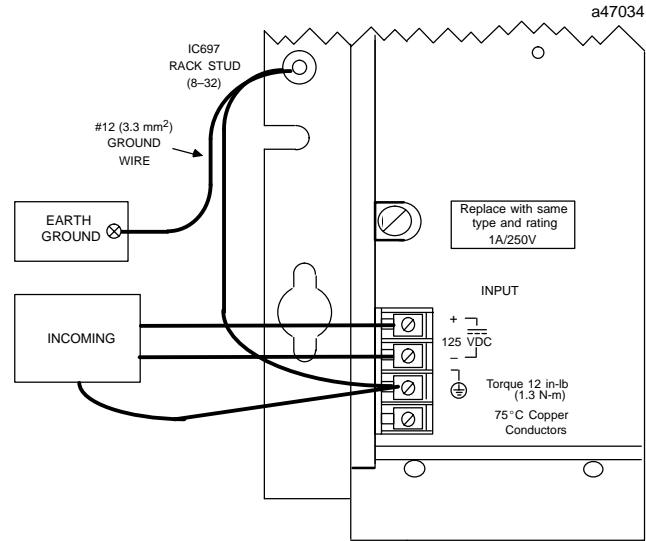 a47034
IC697
RACK STUD
(8–32)
#12 (3.3 mm²)
GROUND
WIRE
EARTH
GROUND
Replace with same
type and rating
1A/250V
INPUT
INCOMING
+
125 VDC
–
Torque 12 in-lb
(1.3 N-m)
75°C Copper
Conductors